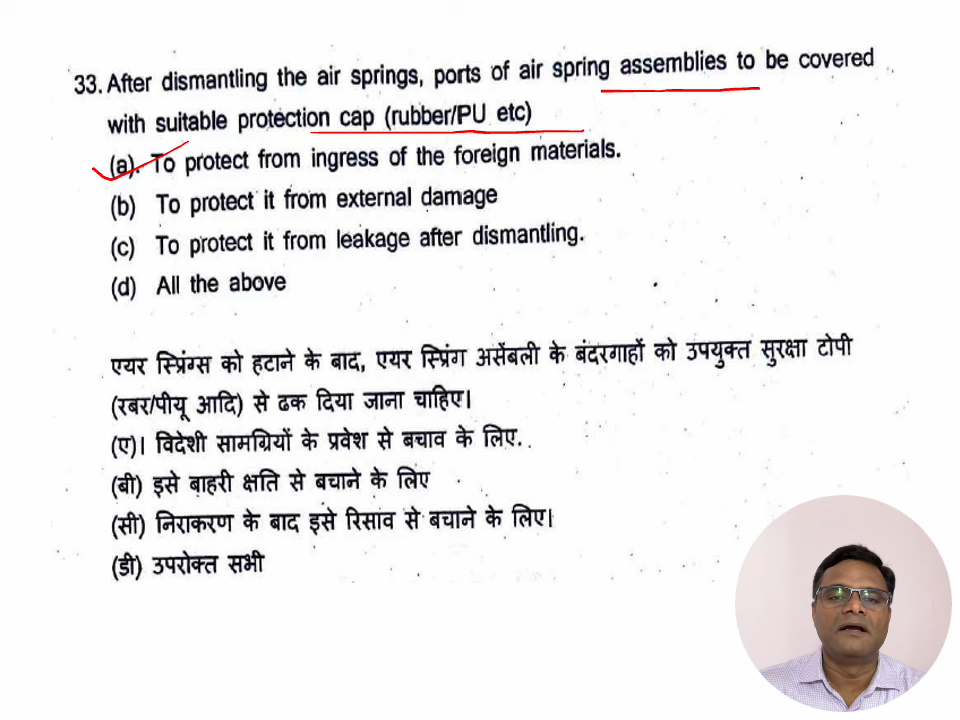 33. After dismantling the air springs, ports of air spring assemblies to be covered
with suitable protection cap (rubber/PU etc)
(a). To protect from ingress of the foreign materials.
(b) To protect it from external damage
(c) To protect it from leakage after dismantling.
(d) All the above
एयर स्प्रिंग्स को हटाने के बाद, एयर स्प्रिंग असेंबली के बंदरगाहों को उपयुक्त सुरक्षा टोपी
(रबर/पीयू आदि) से ढक दिया जाना चाहिए।
(ए)। विदेशी सामग्रियों के प्रवेश से बचाव के लिए.
(बी) इसे बाहरी क्षति से बचाने के लिए
(सी) निराकरण के बाद इसे रिसाव से बचाने के लिए।
(डी) उपरोक्त सभी